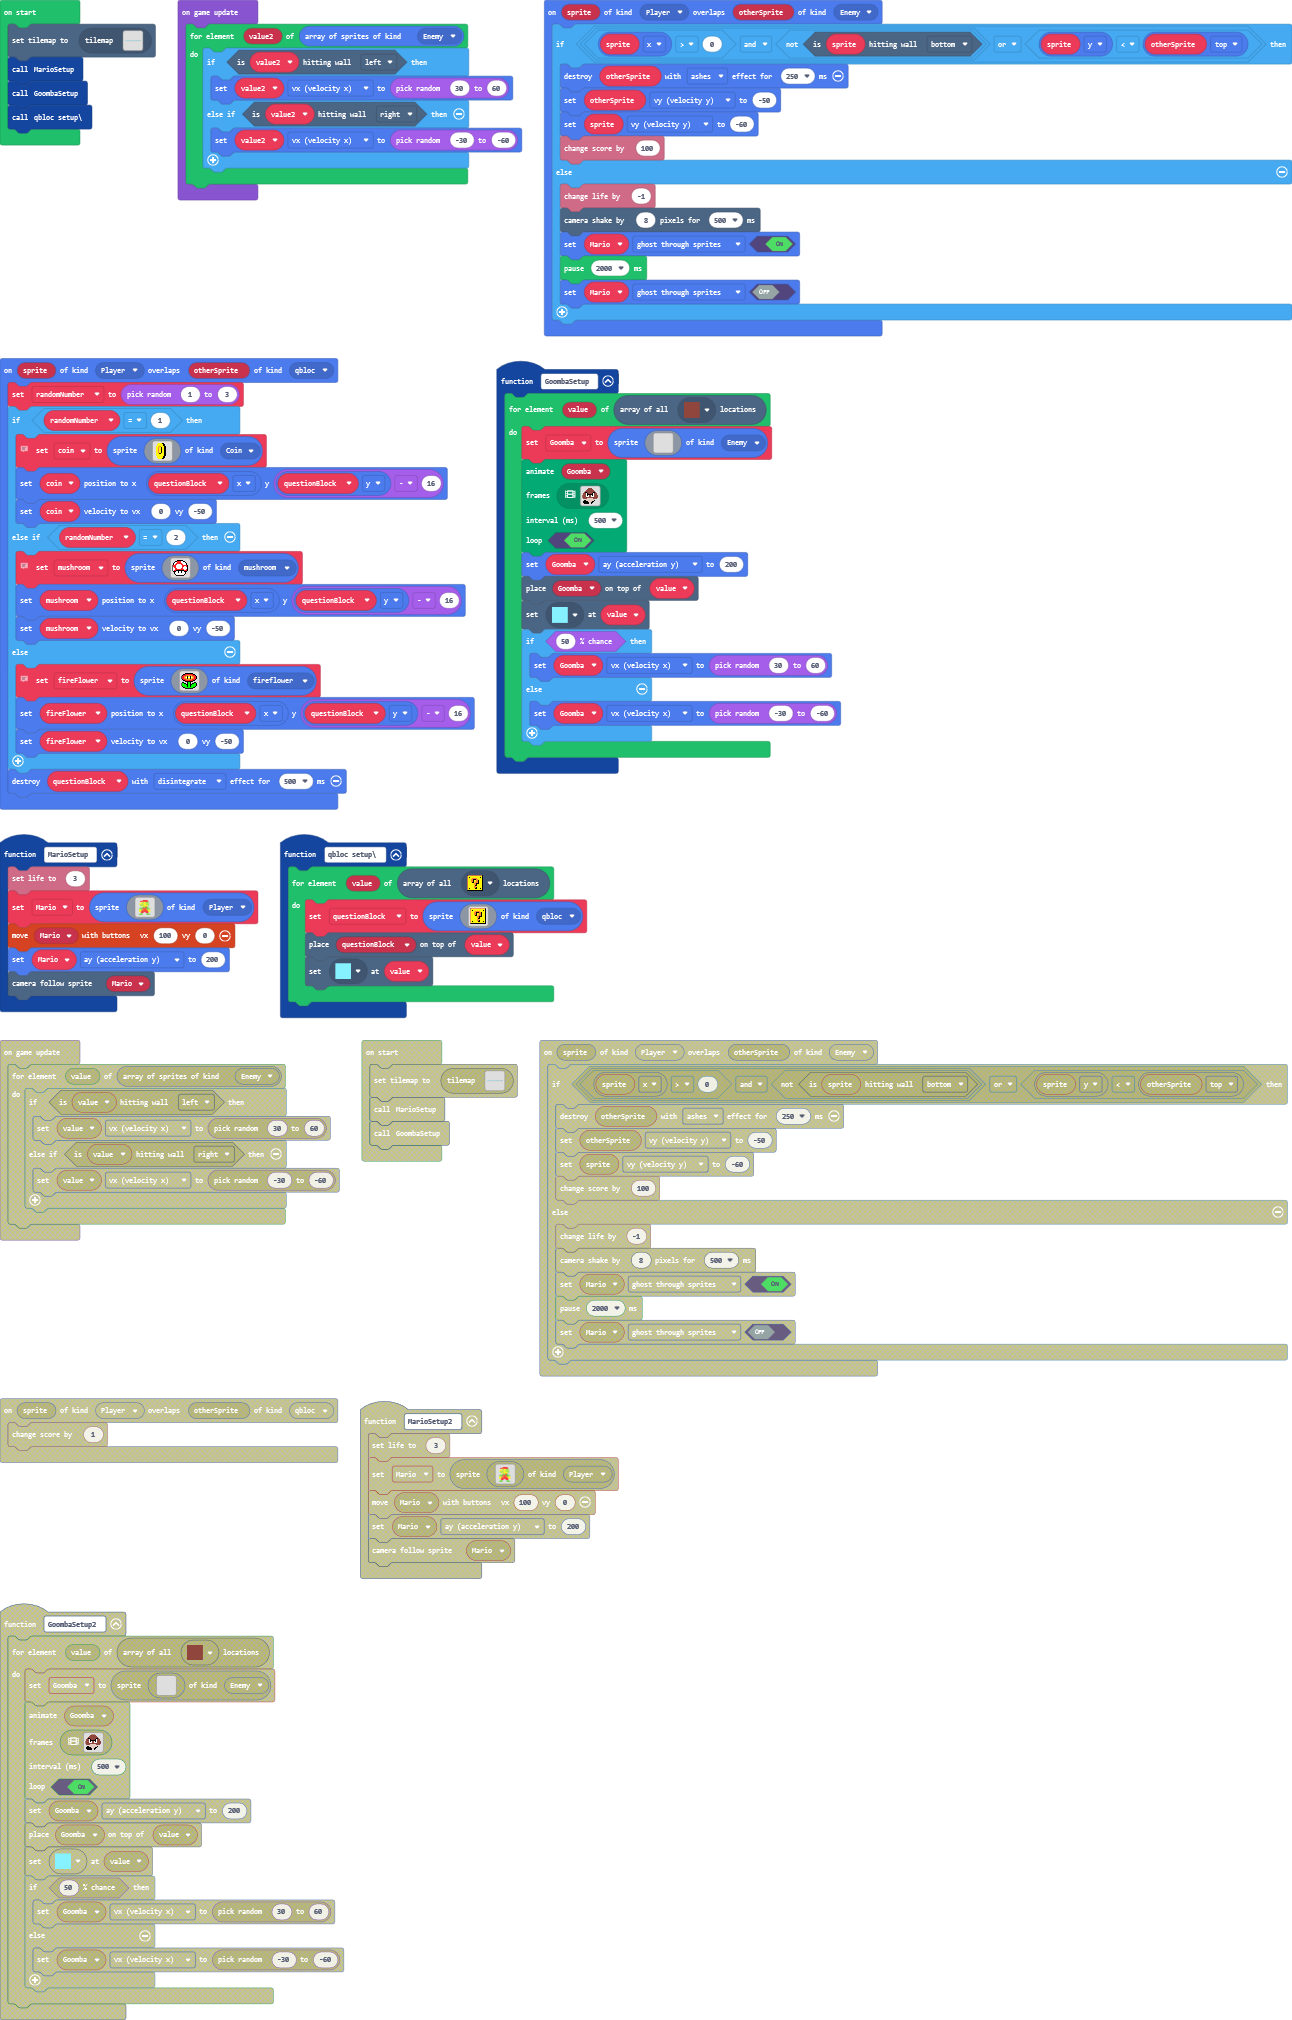 on start
set tilemap to tilemap
call MarioSetup
call GoombaSetup
call qbloc setup\
on game update
for element value2 of array of sprites of kind Enemy
do
if is value2 hitting wall left then
set value2 vx (velocity x) to pick random 30 to 60
else if is value2 hitting wall right then
set value2 vx (velocity x) to pick random -30 to -60
on sprite of kind Player overlaps otherSprite of kind Enemy
if sprite x > 0 and not is sprite hitting wall bottom or sprite y < otherSprite top then
destroy otherSprite with ashes effect for 250 ms
set otherSprite vy (velocity y) to -50
set sprite vy (velocity y) to -60
change score by 100
else
change life by -1
camera shake by 8 pixels for 500 ms
set Mario ghost through sprites ON
pause 2000 ms
set Mario ghost through sprites OFF
on sprite of kind Player overlaps otherSprite of kind qbloc
set randomNumber to pick random 1 to 3
if randomNumber = 1 then
set coin to sprite of kind Coin
set coin position to x questionBlock x y questionBlock y - 16
set coin velocity to vx 0 vy -50
else if randomNumber = 2 then
set mushroom to sprite of kind mushroom
set mushroom position to x questionBlock x y questionBlock y - 16
set mushroom velocity to vx 0 vy -50
else
set fireFlower to sprite of kind fireflower
set fireFlower position to x questionBlock x y questionBlock y - 16
set fireFlower velocity to vx 0 vy -50
destroy questionBlock with disintegrate effect for 500 ms
function GoombaSetup
for element value of array of all locations
do
set Goomba to sprite of kind Enemy
animate Goomba
frames
interval (ms) 500
loop ON
set Goomba ay (acceleration y) to 200
place Goomba on top of value
set at value
if 50 % chance then
set Goomba vx (velocity x) to pick random 30 to 60
else
set Goomba vx (velocity x) to pick random -30 to -60
function MarioSetup
set life to 3
set Mario to sprite of kind Player
move Mario with buttons vx 100 vy 0
set Mario ay (acceleration y) to 200
camera follow sprite Mario
function qbloc setup\
for element value of array of all ? locations
do
set questionBlock to sprite ? of kind qbloc
place questionBlock on top of value
set at value
on game update
for element value of array of sprites of kind Enemy
do
if is value hitting wall left then
set value vx (velocity x) to pick random 30 to 60
else if is value hitting wall right then
set value vx (velocity x) to pick random -30 to -60
on start
set tilemap to tilemap
call MarioSetup
call GoombaSetup
on sprite of kind Player overlaps otherSprite of kind Enemy
if sprite x > 0 and not is sprite hitting wall bottom or sprite y < otherSprite top then
destroy otherSprite with ashes effect for 250 ms
set otherSprite vy (velocity y) to -50
set sprite vy (velocity y) to -60
change score by 100
else
change life by -1
camera shake by 8 pixels for 500 ms
set Mario ghost through sprites ON
pause 2000 ms
set Mario ghost through sprites OFF
on sprite of kind Player overlaps otherSprite of kind qbloc
change score by 1
function MarioSetup2
set life to 3
set Mario to sprite of kind Player
move Mario with buttons vx 100 vy 0
set Mario ay (acceleration y) to 200
camera follow sprite Mario
function GoombaSetup2
for element value of array of all locations
do
set Goomba to sprite of kind Enemy
animate Goomba
frames
interval (ms) 500
loop ON
set Goomba ay (acceleration y) to 200
place Goomba on top of value
set at value
if 50 % chance then
set Goomba vx (velocity x) to pick random 30 to 60
else
set Goomba vx (velocity x) to pick random -30 to -60